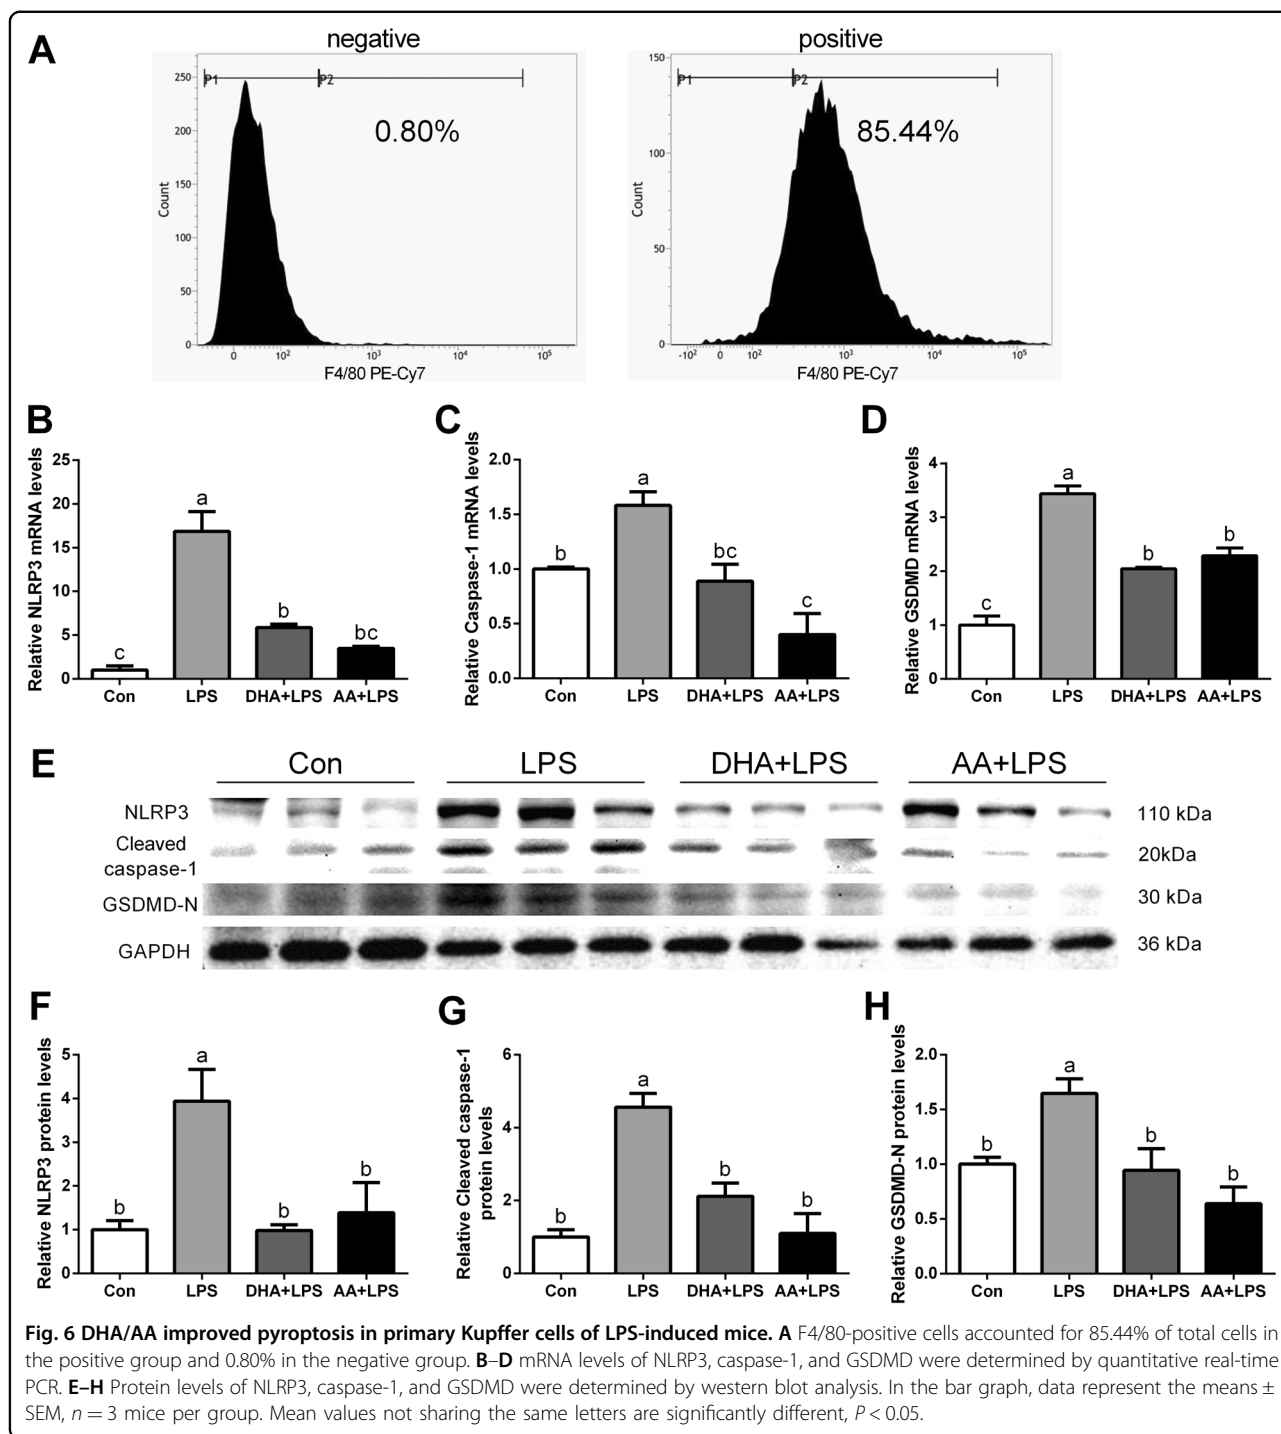 A
negative
positive
250
200
150
100
50
0
Count
P1
P2
0.80%
0
10²
10³
10⁴
10⁵
F4/80 PE-Cy7
150
100
50
0
Count
P1
P2
85.44%
-10²
0
10²
10³
10⁴
10⁵
F4/80 PE-Cy7
B
Relative NLRP3 mRNA levels
25
20
15
10
5
0
c
a
b
bc
Con
LPS
DHA+LPS
AA+LPS
C
Relative Caspase-1 mRNA levels
2.0
1.5
1.0
0.5
0.0
b
a
bc
c
Con
LPS
DHA+LPS
AA+LPS
D
Relative GSDMD mRNA levels
4
3
2
1
0
c
a
b
b
Con
LPS
DHA+LPS
AA+LPS
E
Con
LPS
DHA+LPS
AA+LPS
NLRP3
110 kDa
Cleaved
caspase-1
20kDa
GSDMD-N
30 kDa
GAPDH
36 kDa
F
Relative NLRP3 protein levels
5
4
3
2
1
0
b
a
b
b
Con
LPS
DHA+LPS
AA+LPS
G
Relative Cleaved caspase-1
protein levels
6
4
2
0
b
a
b
b
Con
LPS
DHA+LPS
AA+LPS
H
Relative GSDMD-N protein levels
2.0
1.5
1.0
0.5
0.0
b
a
b
b
Con
LPS
DHA+LPS
AA+LPS
Fig. 6 DHA/AA improved pyroptosis in primary Kupffer cells of LPS-induced mice. A F4/80-positive cells accounted for 85.44% of total cells in
the positive group and 0.80% in the negative group. B–D mRNA levels of NLRP3, caspase-1, and GSDMD were determined by quantitative real-time
PCR. E–H Protein levels of NLRP3, caspase-1, and GSDMD were determined by western blot analysis. In the bar graph, data represent the means ±
SEM, n = 3 mice per group. Mean values not sharing the same letters are significantly different, P < 0.05.